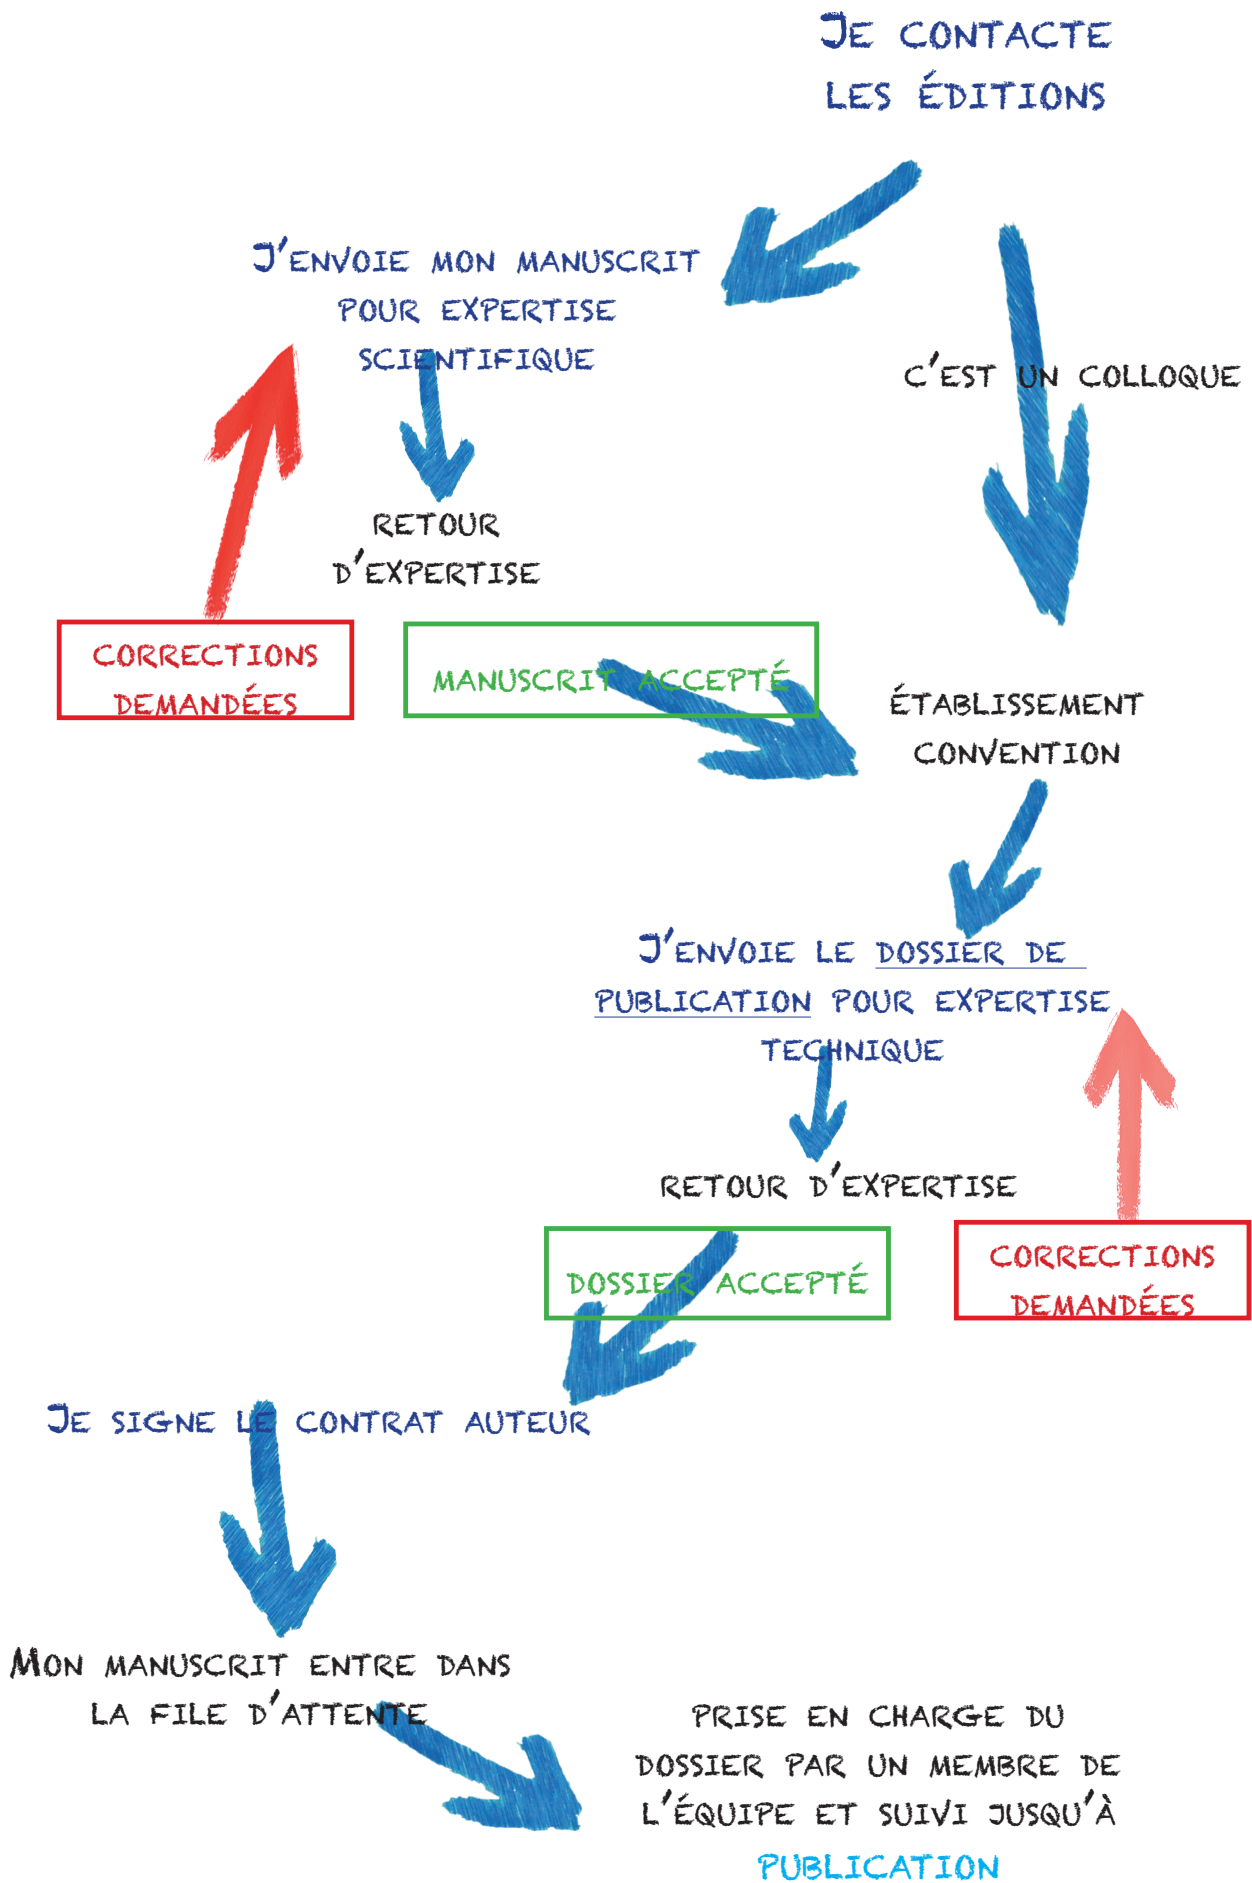 Je contacte
les éditions
J'envoie mon manuscrit
pour expertise
scientifique
c'est un colloque
retour
d'expertise
corrections
demandées
manuscrit accepté
établissement
convention
J'envoie le dossier de
publication pour expertise
technique
retour d'expertise
dossier accepté
corrections
demandées
Je signe le contrat auteur
Mon manuscrit entre dans
la file d'attente
prise en charge du
dossier par un membre de
l'équipe et suivi jusqu'à
publication